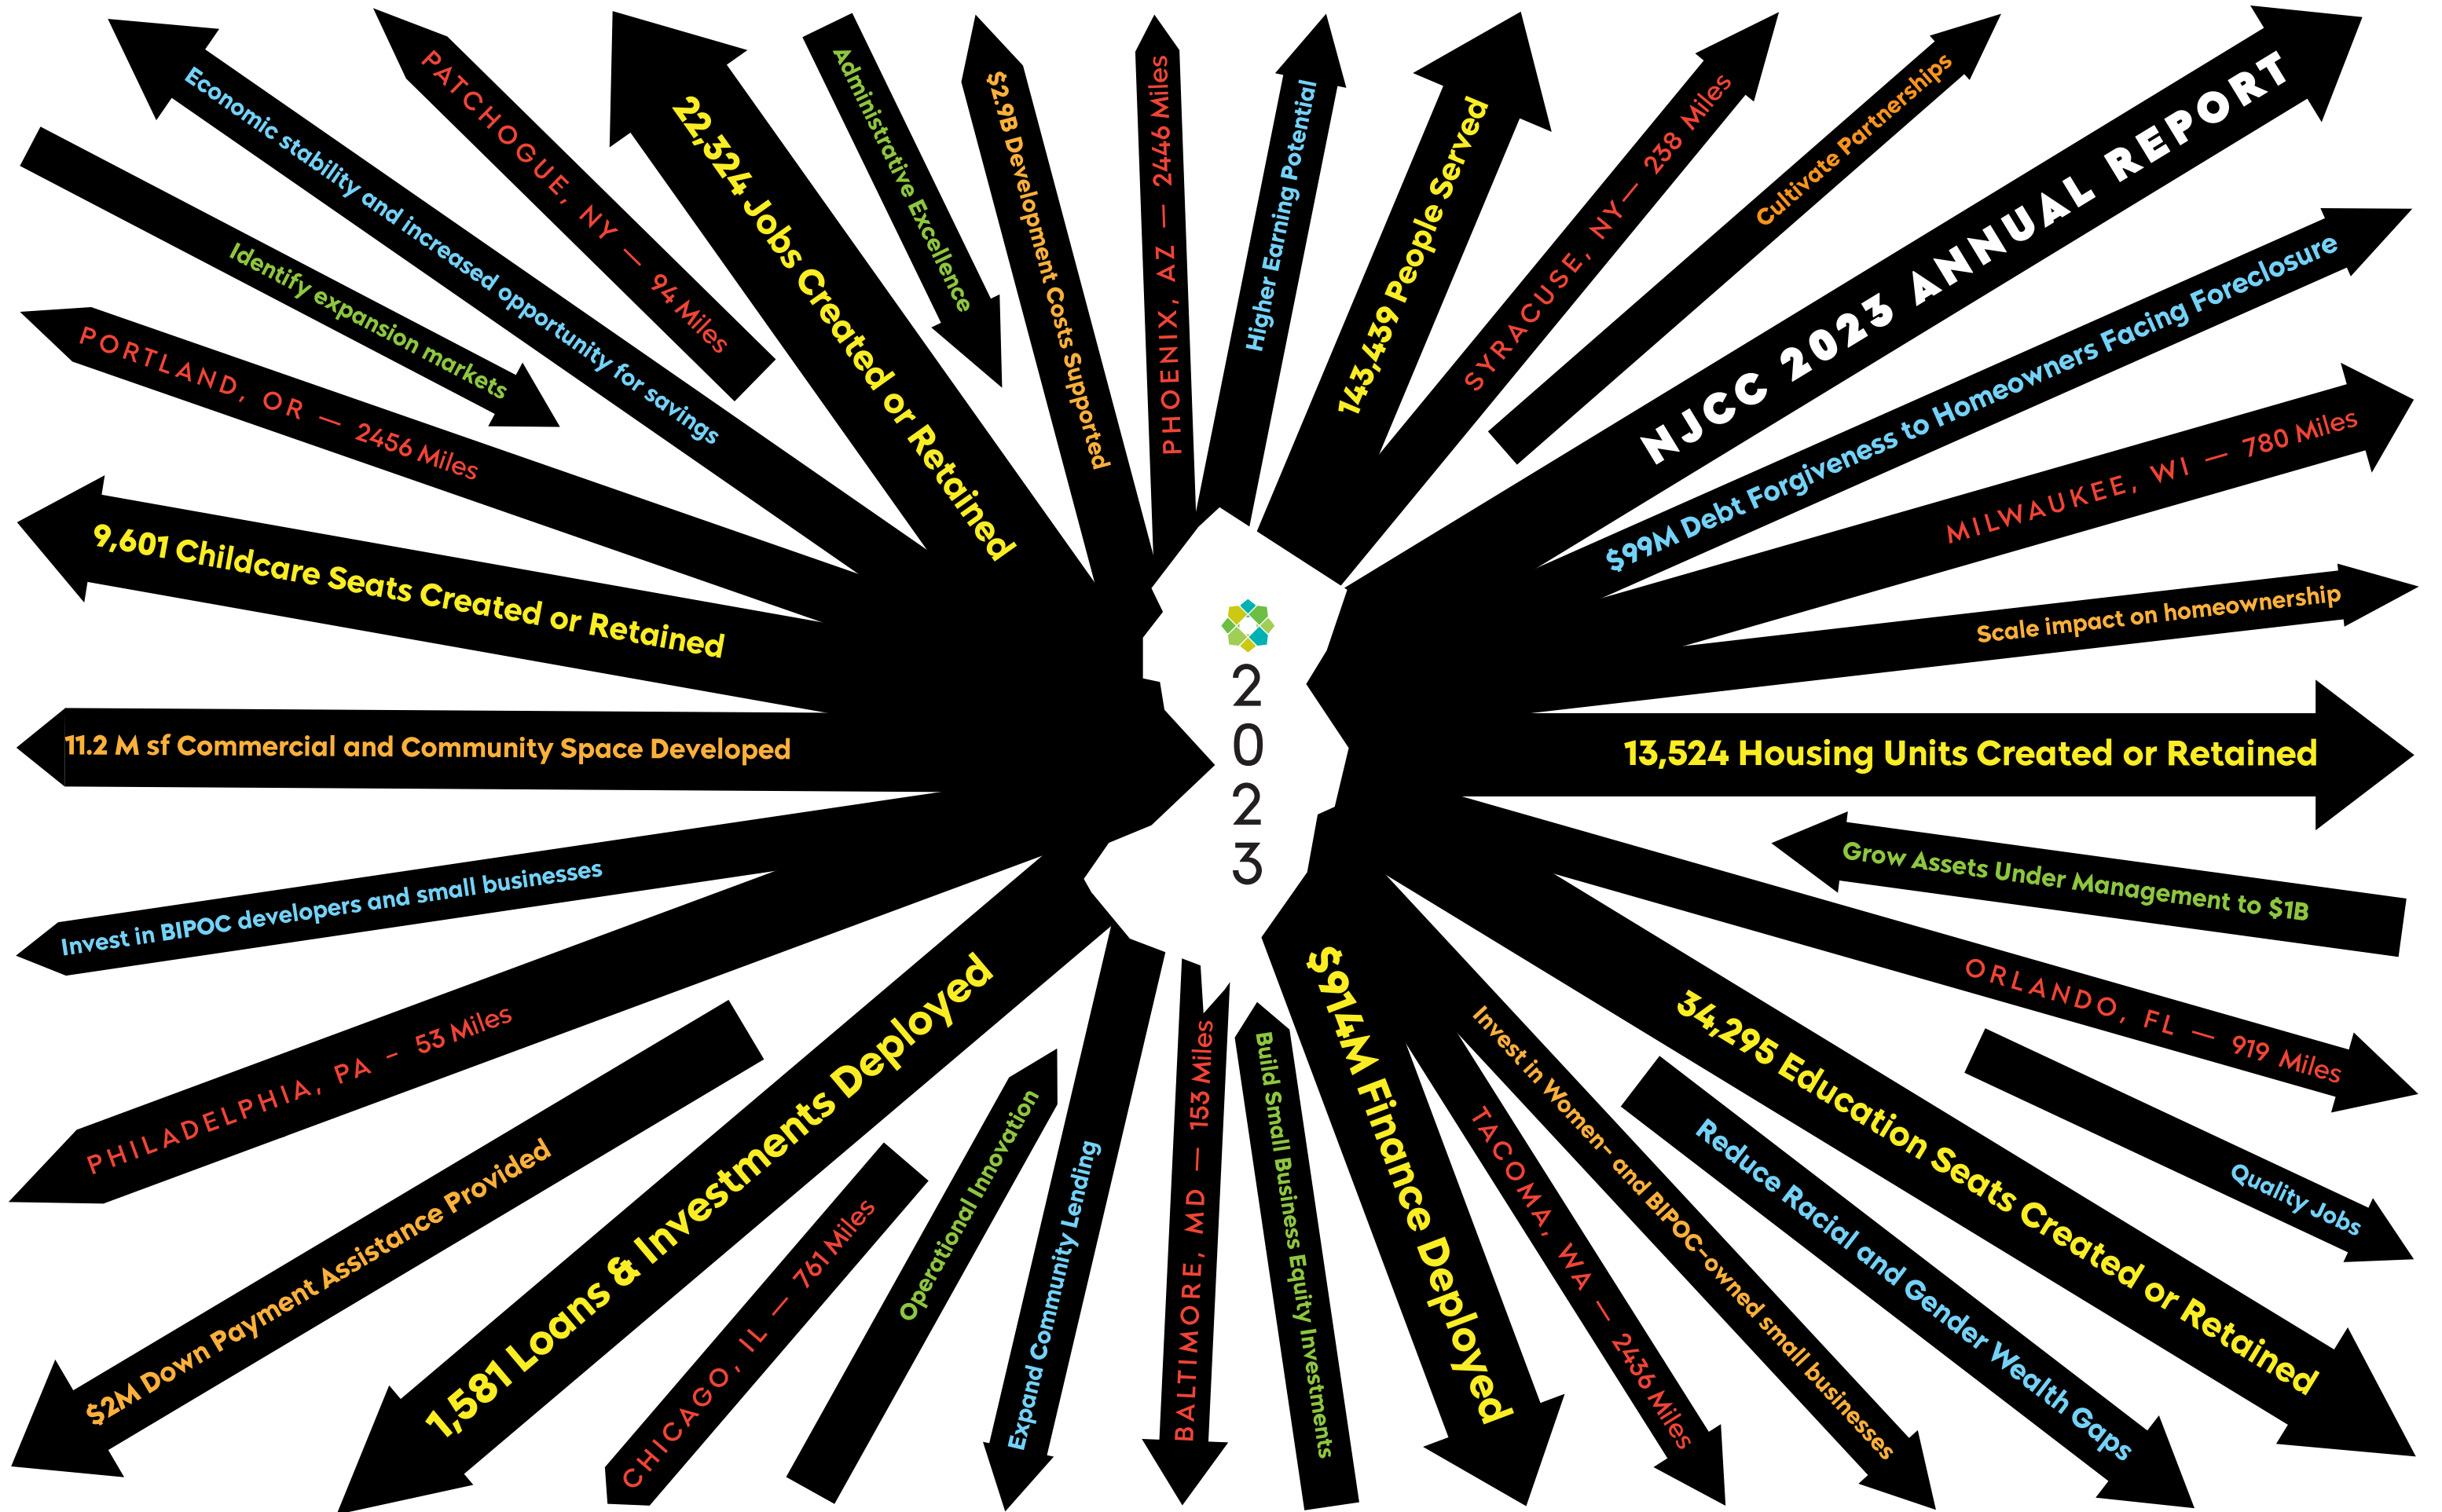 Economic stability and increased opportunity for savings
PATCHOGUE, NY — 94 Miles
22,324 Jobs Created or Retained
Administrative Excellence
$2.9B Development Costs Supported
PHOENIX, AZ — 2446 Miles
Higher Earning Potential
143,439 People Served
SYRACUSE, NY— 238 Miles
Cultivate Partnerships
NJCC 2023 ANNUAL REPORT
$99M Debt Forgiveness to Homeowners Facing Foreclosure
MILWAUKEE, WI — 780 Miles
Scale impact on homeownership
13,524 Housing Units Created or Retained
Grow Assets Under Management to $1B
ORLANDO, FL — 919 Miles
Quality Jobs
34,295 Education Seats Created or Retained
Reduce Racial and Gender Wealth Gaps
Invest in Women- and BIPOC-owned small businesses
TACOMA, WA — 2436 Miles
$914M Finance Deployed
Build Small Business Equity Investments
BALTIMORE, MD — 153 Miles
Expand Community Lending
Operational Innovation
CHICAGO, IL — 761 Miles
1,581 Loans & Investments Deployed
$2M Down Payment Assistance Provided
PHILADELPHIA, PA - 53 Miles
Invest in BIPOC developers and small businesses
11.2 M sf Commercial and Community Space Developed
9,601 Childcare Seats Created or Retained
PORTLAND, OR — 2456 Miles
Identify expansion markets
2
0
2
3